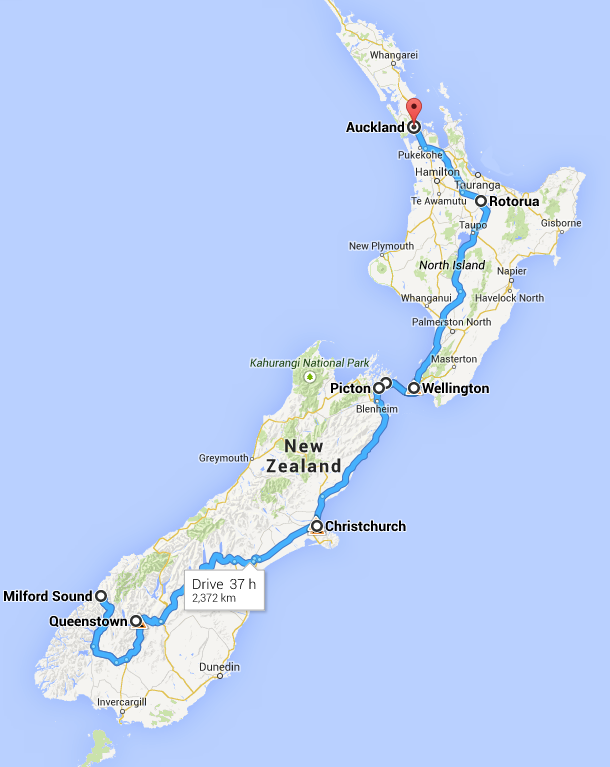 Whangarei
Auckland
Pukekohe
Hamilton
Tauranga
Te Awamutu
Rotorua
Taupo
Gisborne
New Plymouth
North Island
Napier
Whanganui
Havelock North
Palmerston North
Masterton
Kahurangi National Park
Picton
Wellington
Blenheim
New
Zealand
Greymouth
Christchurch
Drive 37 h
2,372 km
Milford Sound
Queenstown
Dunedin
Invercargill